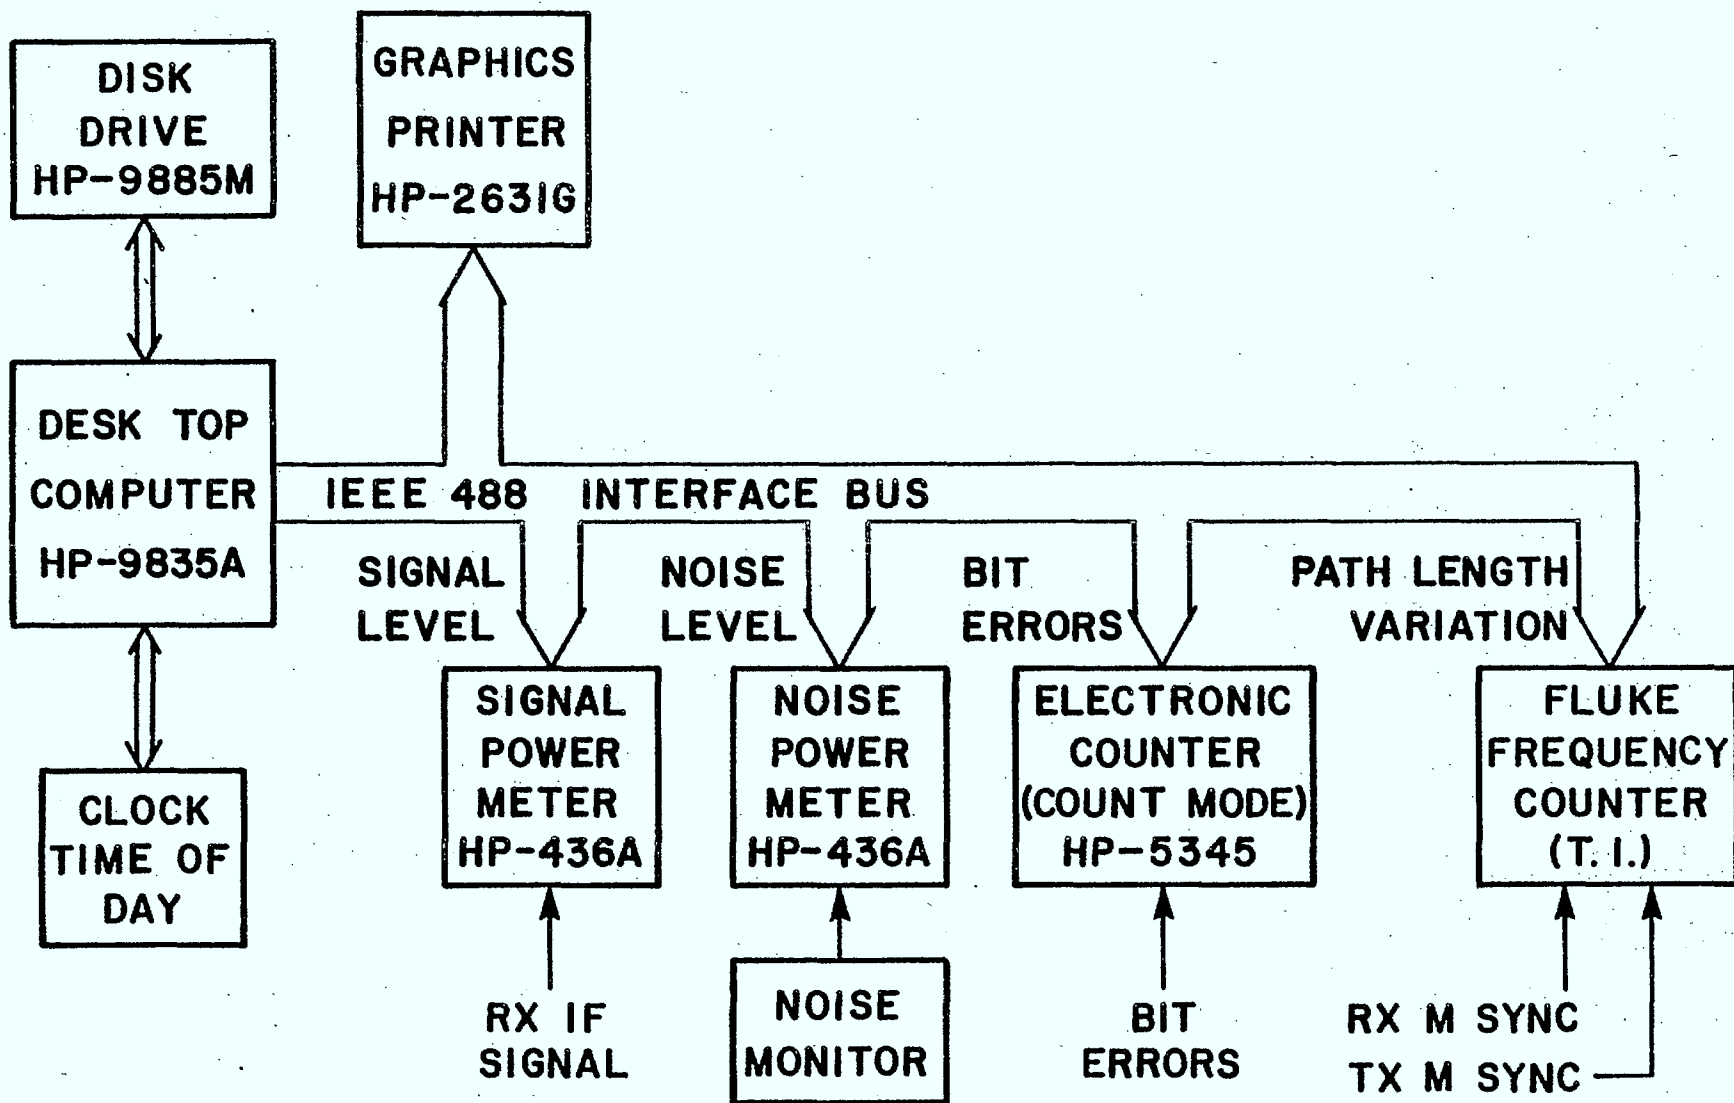 DISK
DRIVE
HP-9885M
GRAPHICS
PRINTER
HP-2631G
DESK TOP
COMPUTER
HP-9835A
IEEE 488 INTERFACE BUS
SIGNAL
LEVEL
NOISE
LEVEL
BIT
ERRORS
PATH LENGTH
VARIATION
CLOCK
TIME OF
DAY
SIGNAL
POWER
METER
HP-436A
NOISE
POWER
METER
HP-436A
ELECTRONIC
COUNTER
(COUNT MODE)
HP-5345
FLUKE
FREQUENCY
COUNTER
(T. I.)
RX IF
SIGNAL
NOISE
MONITOR
BIT
ERRORS
RX M SYNC
TX M SYNC